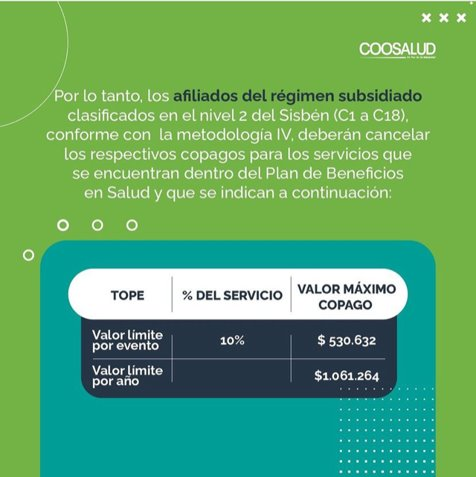 COOSALUD
Por lo tanto, los afiliados del régimen subsidiado
clasificados en el nivel 2 del Sisbén (C1 a C18),
conforme con la metodología IV, deberán cancelar
los respectivos copagos para los servicios que
se encuentran dentro del Plan de Beneficios
en Salud y que se indican a continuación:
TOPE % DEL SERVICIO VALOR MÁXIMO
COPAGO
Valor límite
por evento 10% $ 530.632
Valor límite
por año $1.061.264